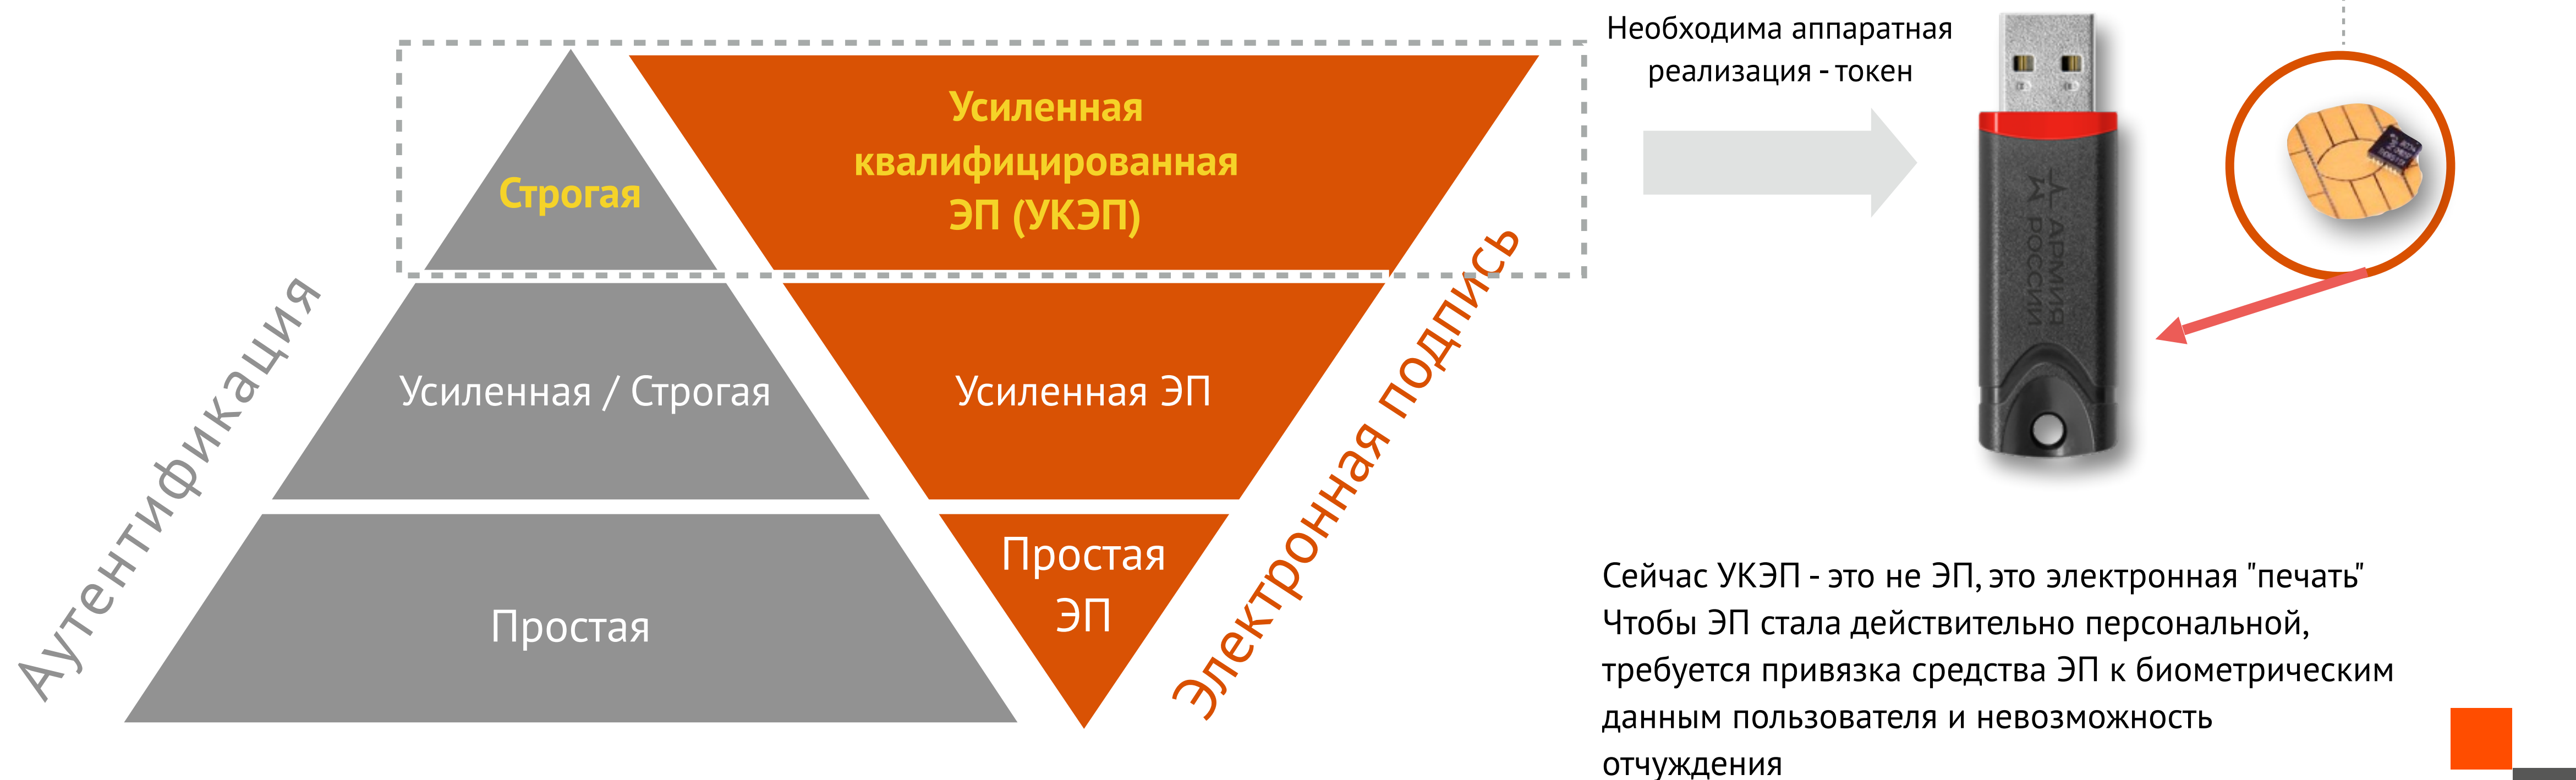 Аутентификация
Строгая
Усиленная / Строгая
Простая
Усиленная
квалифицированная
ЭП (УКЭП)
Усиленная ЭП
Простая
ЭП
Электронная подпись
Необходима аппаратная
реализация - токен
АРМИЯ
РОССИИ
Сейчас УКЭП - это не ЭП, это электронная "печать"
Чтобы ЭП стала действительно персональной,
требуется привязка средства ЭП к биометрическим
данным пользователя и невозможность
отчуждения